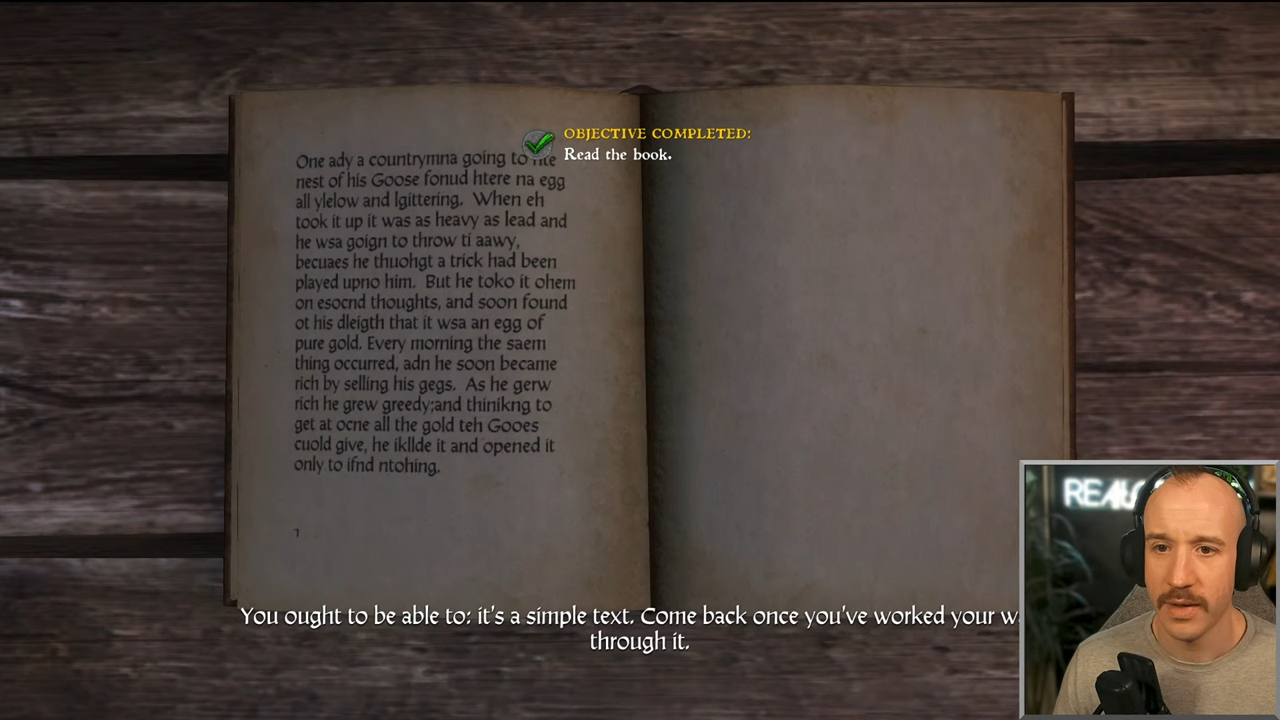 OBJECTIVE COMPLETED:
Read the book.
One ady a countrymna going to hte
nest of his Goose fonud htere na egg
all ylelow and lgittering. When eh
took it up it was as heavy as lead and
he wsa goign to throw ti aawy,
becuaes he thuohgt a trick had been
played upno him. But he toko it ohem
on esocnd thoughts, and soon found
ot his dleigth that it wsa an egg of
pure gold. Every morning the saem
thing occurred, adn he soon became
rich by selling his gegs. As he gerw
rich he grew greedy;and thinikng to
get at ocne all the gold teh Gooes
cuold give, he ikllde it and opened it
only to ifnd ntohing.
You ought to be able to: it's a simple text. Come back once you've worked your
through it.